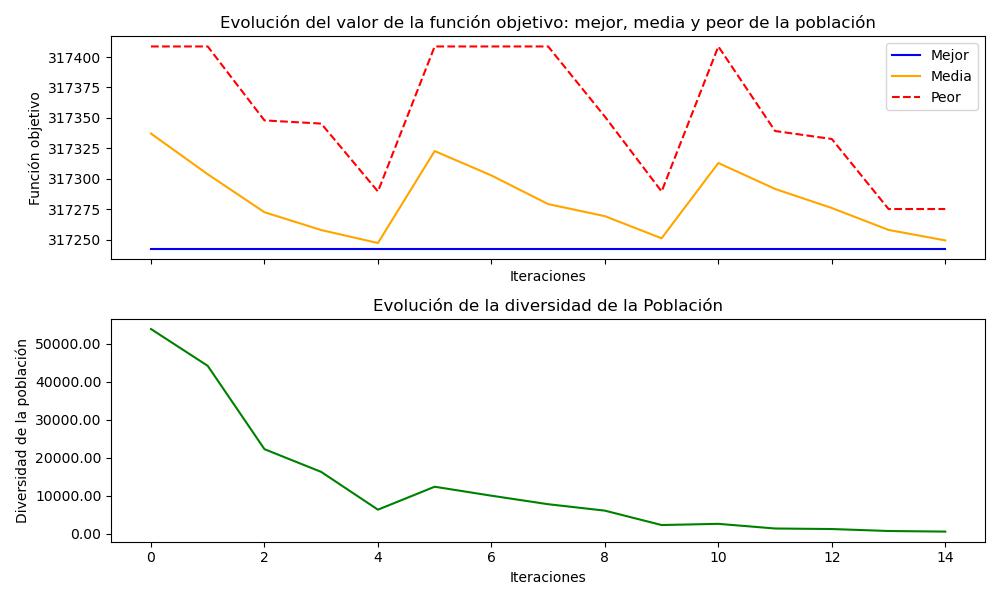 Evolución del valor de la función objetivo: mejor, media y peor de la población
Función objetivo
317400
317375
317350
317325
317300
317275
317250
Mejor
Media
Peor
Iteraciones
Evolución de la diversidad de la Población
Diversidad de la población
50000.00
40000.00
30000.00
20000.00
10000.00
0.00
0 2 4 6 8 10 12 14
Iteraciones